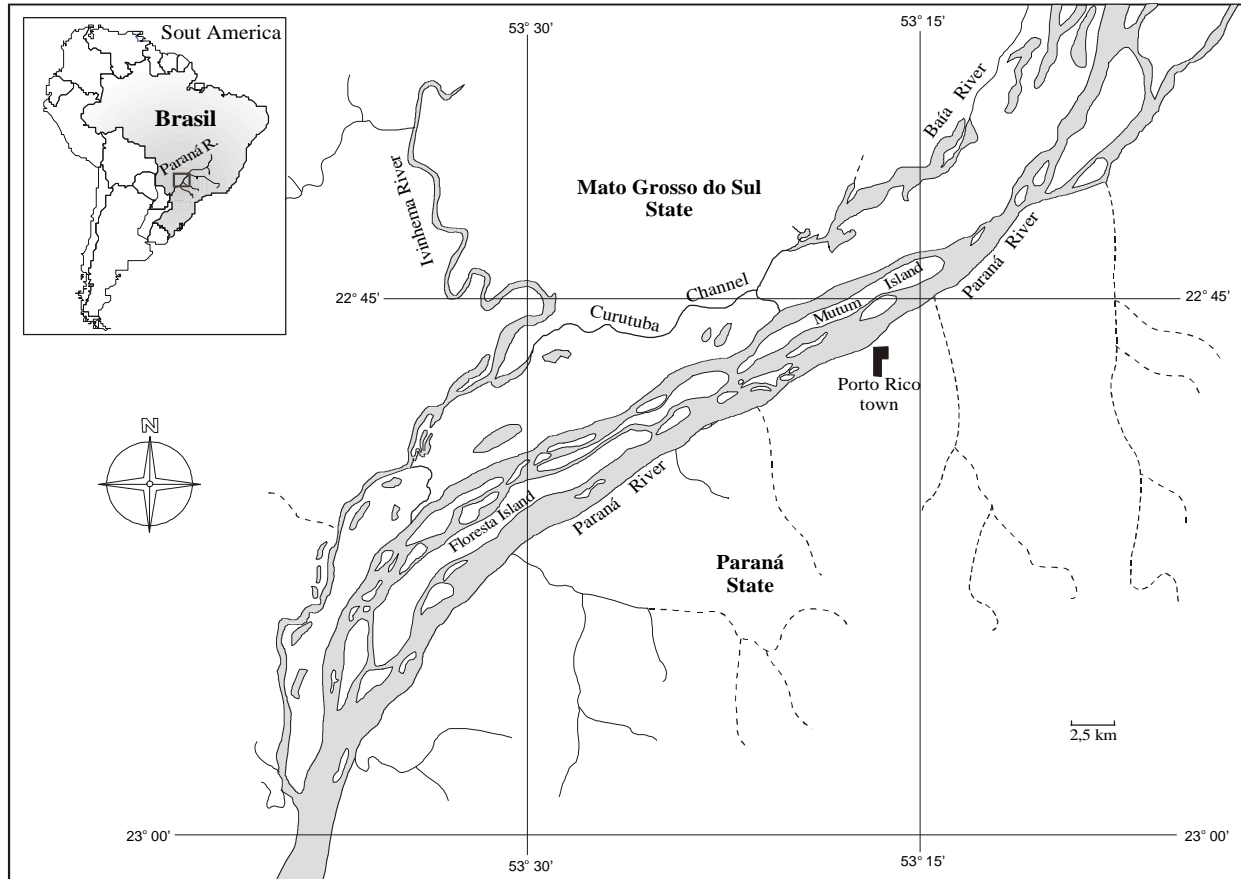 Sout America
Brasil
Paraná R.
53° 30'
53° 15'
Baía River
Ivinhema River
Mato Grosso do Sul
State
Paraná River
Channel
Curutuba
Mutum Island
22° 45'
22° 45'
Porto Rico
town
N
Floresta Island
Paraná River
Paraná
State
2,5 km
23° 00'
23° 00'
53° 30'
53° 15'